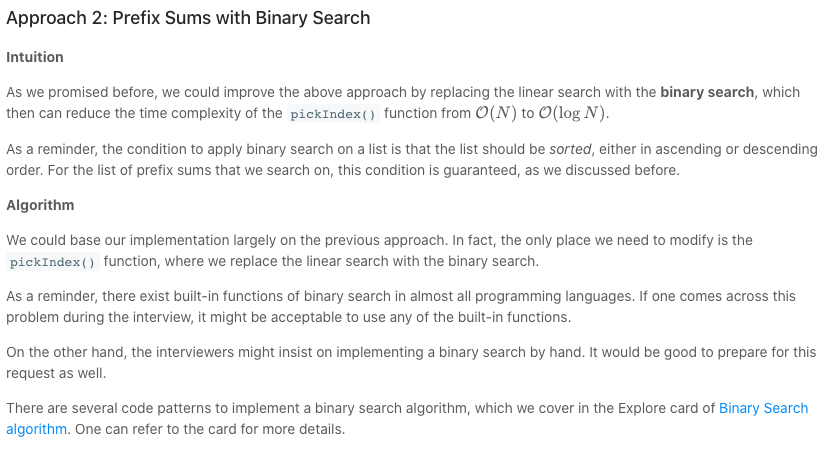 Approach 2: Prefix Sums with Binary Search
Intuition
As we promised before, we could improve the above approach by replacing the linear search with the binary search, which
then can reduce the time complexity of the pickIndex() function from O(N) to O(log N).
As a reminder, the condition to apply binary search on a list is that the list should be sorted, either in ascending or descending
order. For the list of prefix sums that we search on, this condition is guaranteed, as we discussed before.
Algorithm
We could base our implementation largely on the previous approach. In fact, the only place we need to modify is the
pickIndex() function, where we replace the linear search with the binary search.
As a reminder, there exist built-in functions of binary search in almost all programming languages. If one comes across this
problem during the interview, it might be acceptable to use any of the built-in functions.
On the other hand, the interviewers might insist on implementing a binary search by hand. It would be good to prepare for this
request as well.
There are several code patterns to implement a binary search algorithm, which we cover in the Explore card of Binary Search
algorithm. One can refer to the card for more details.